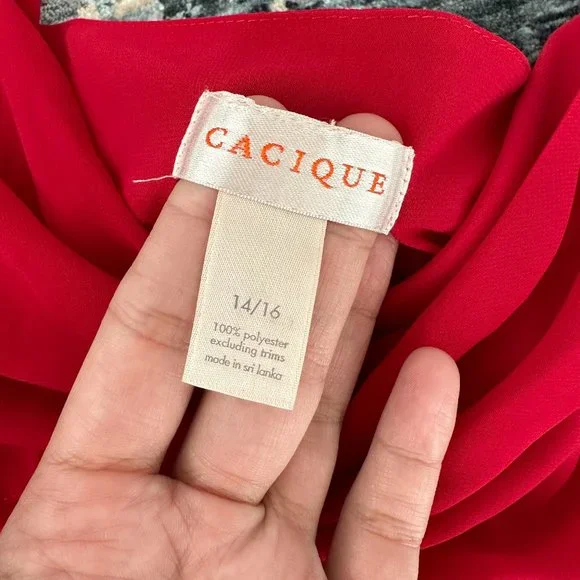 CACIQUE
14/16
100% polyester
excluding trims
made in sri lanka